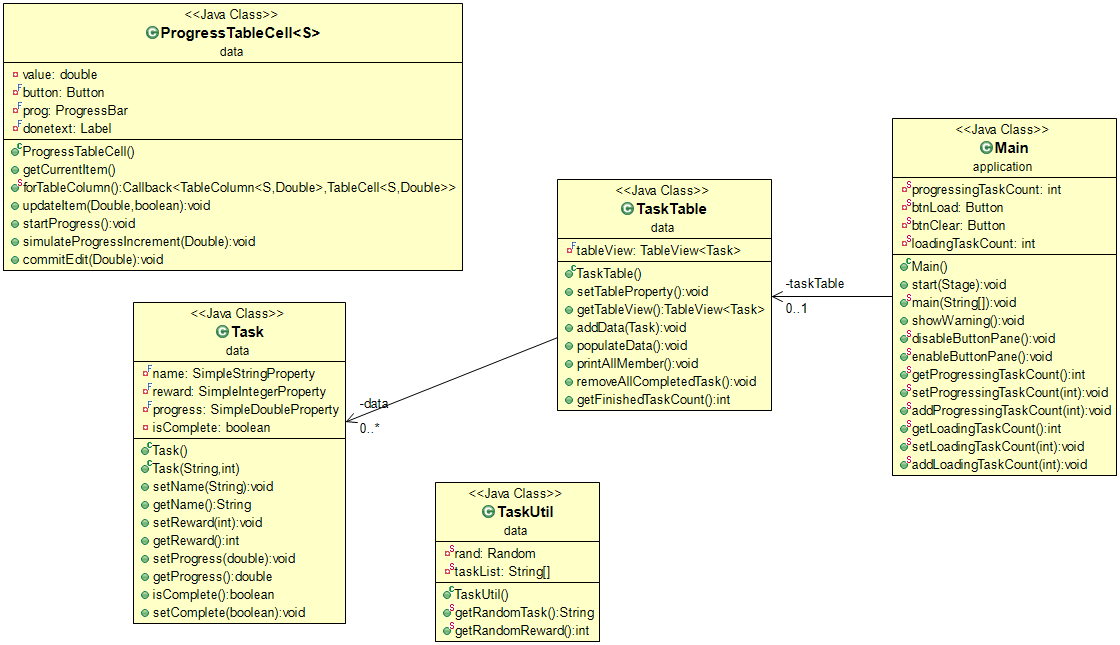 <<Java Class>>
ProgressTableCell<S>
data
value: double
button: Button
prog: ProgressBar
donetext: Label
ProgressTableCell()
getCurrentItem()
forTableColumn():Callback<TableColumn<S,Double>,TableCell<S,Double>>
updateItem(Double,boolean):void
startProgress():void
simulateProgressIncrement(Double):void
commitEdit(Double):void
<<Java Class>>
Task
data
name: SimpleStringProperty
reward: SimpleIntegerProperty
progress: SimpleDoubleProperty
isComplete: boolean
Task()
Task(String,int)
setName(String):void
getName():String
setReward(int):void
getReward():int
setProgress(double):void
getProgress():double
isComplete():boolean
setComplete(boolean):void
-data
0..*
<<Java Class>>
TaskTable
data
tableView: TableView<Task>
TaskTable()
setTableProperty():void
getTableView():TableView<Task>
addData(Task):void
populateData():void
printAllMember():void
removeAllCompletedTask():void
getFinishedTaskCount():int
-taskTable
0..1
<<Java Class>>
TaskUtil
data
rand: Random
taskList: String[]
TaskUtil()
getRandomTask():String
getRandomReward():int
<<Java Class>>
Main
application
progressingTaskCount: int
btnLoad: Button
btnClear: Button
loadingTaskCount: int
Main()
start(Stage):void
main(String[]):void
showWarning():void
disableButtonPane():void
enableButtonPane():void
getProgressingTaskCount():int
setProgressingTaskCount(int):void
addProgressingTaskCount(int):void
getLoadingTaskCount():int
setLoadingTaskCount(int):void
addLoadingTaskCount(int):void